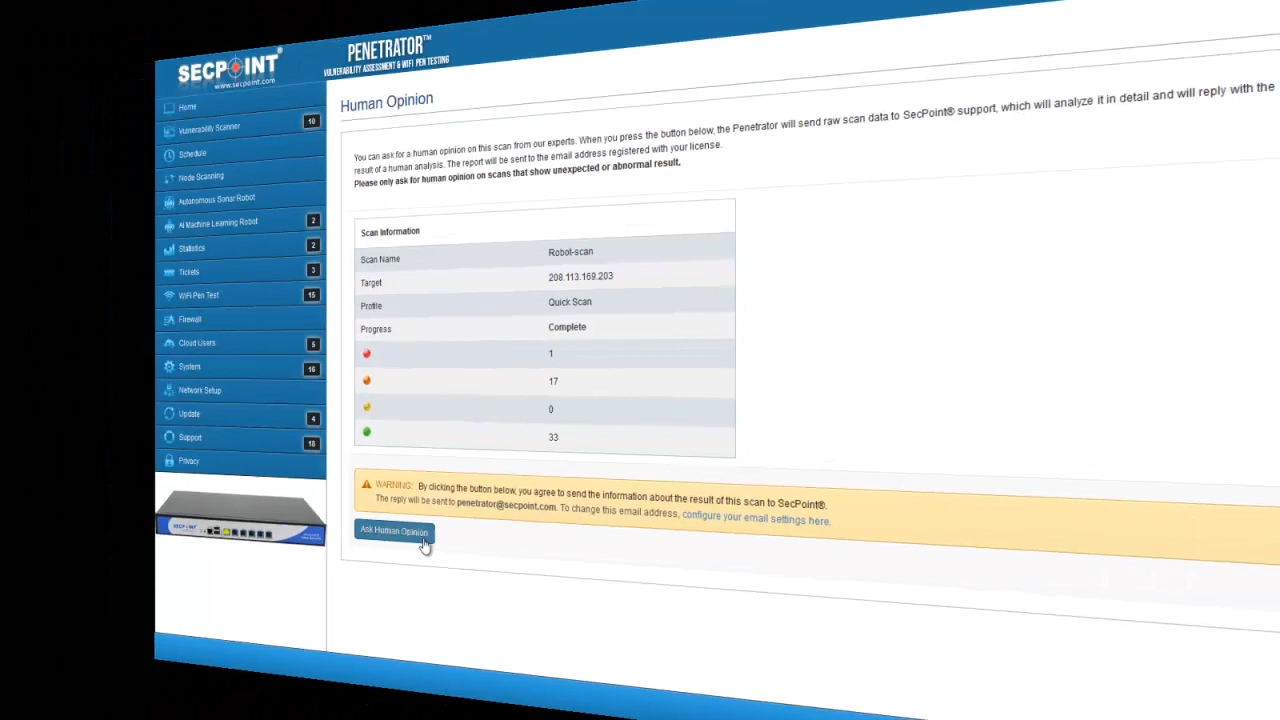 SECPOINT®
www.secpoint.com
PENETRATOR™
VULNERABILITY ASSESSMENT & WIFI PEN TESTING
Home
Vulnerability Scanner 10
Schedule
Node Scanning
Autonomous Sonar Robot
AI Machine Learning Robot 2
Statistics 2
Tickets 3
WiFi Pen Test 15
Firewall
Cloud Users 5
System 16
Network Setup
Update 4
Support 18
Privacy
SECPOINT
Human Opinion
You can ask for a human opinion on this scan from our experts. When you press the button below, the Penetrator will send raw scan data to SecPoint® support, which will analyze it in detail and will reply with the
result of a human analysis. The report will be sent to the email address registered with your license.
Please only ask for human opinion on scans that show unexpected or abnormal result.
Scan Information
Scan Name Robot-scan
Target 208.113.169.203
Profile Quick Scan
Progress Complete
1
17
0
33
WARNING: By clicking the button below, you agree to send the information about the result of this scan to SecPoint®.
The reply will be sent to penetrator@secpoint.com. To change this email address, configure your email settings here.
Ask Human Opinion